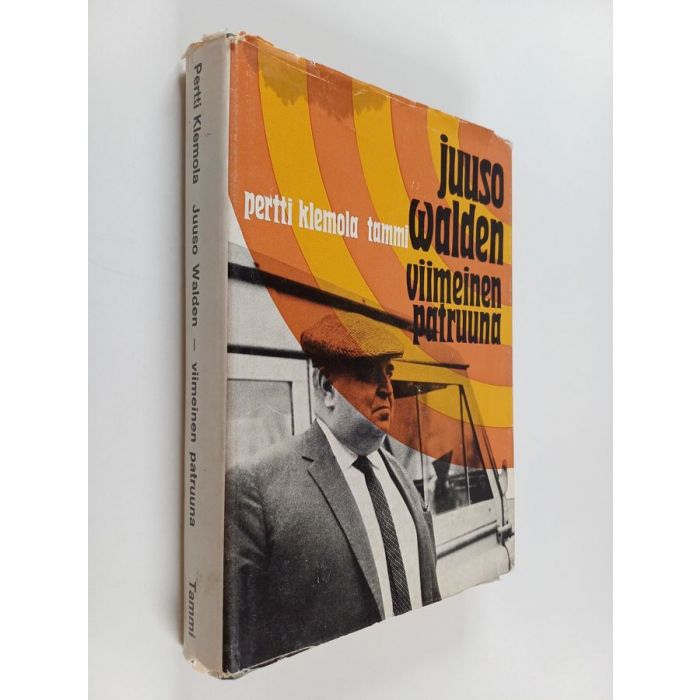 Pertti Klemola Juuso Walden – viimeinen patruuna Tammi
juuso
walden
pertti klemola tammi
viimeinen
patruuna